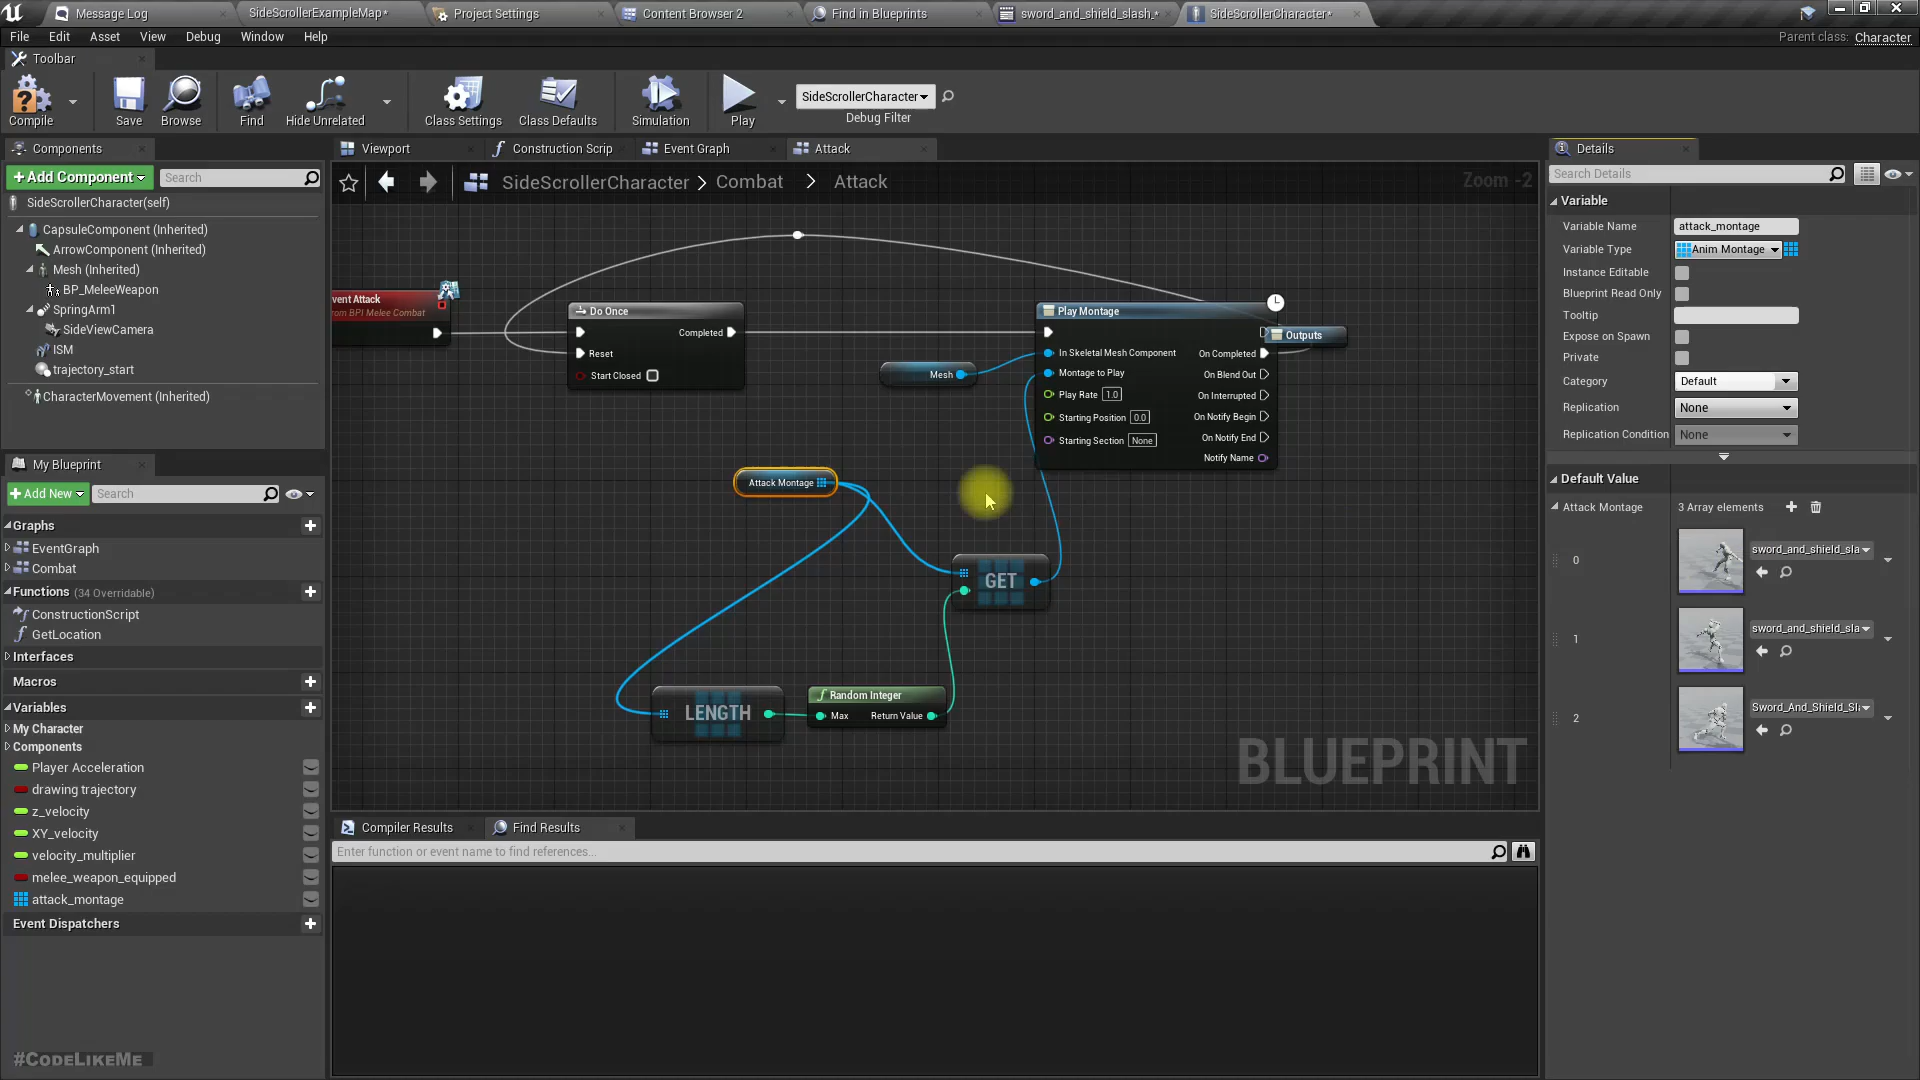 Message Log
SideScrollerExampleMap*
Project Settings
Content Browser 2
Find in Blueprints
sword_and_shield_slash_*
SideScrollerCharacter*
File Edit Asset View Debug Window Help
Parent class: Character
Toolbar
Compile
Save
Browse
Find
Hide Unrelated
Class Settings
Class Defaults
Simulation
Play
SideScrollerCharacter
Debug Filter
Components
+Add Component
Search
SideScrollerCharacter(self)
CapsuleComponent (Inherited)
ArrowComponent (Inherited)
Mesh (Inherited)
BP_MeleeWeapon
SpringArm1
SideViewCamera
ISM
trajectory_start
CharacterMovement (Inherited)
My Blueprint
+Add New
Search
Graphs
EventGraph
Combat
Functions (34 Overridable)
ConstructionScript
GetLocation
Interfaces
Macros
Variables
My Character
Components
Player Acceleration
drawing trajectory
z_velocity
XY_velocity
velocity_multiplier
melee_weapon_equipped
attack_montage
Event Dispatchers
#CODELIKEME
Viewport
Construction Scrip
Event Graph
Attack
SideScrollerCharacter > Combat > Attack
Zoom -2
vent Attack
rom BPI Melee Combat
Do Once
Completed
Reset
Start Closed
Mesh
Play Montage
Outputs
In Skeletal Mesh Component
On Completed
Montage to Play
On Blend Out
Play Rate 1.0
On Interrupted
Starting Position 0.0
On Notify Begin
Starting Section None
On Notify End
Notify Name
Attack Montage
GET
LENGTH
Random Integer
Max
Return Value
BLUEPRINT
Compiler Results
Find Results
Enter function or event name to find references...
Details
Search Details
Variable
Variable Name attack_montage
Variable Type Anim Montage
Instance Editable
Blueprint Read Only
Tooltip
Expose on Spawn
Private
Category Default
Replication None
Replication Condition None
Default Value
Attack Montage 3 Array elements
0 sword_and_shield_sla
1 sword_and_shield_sla
2 Sword_And_Shield_Sl